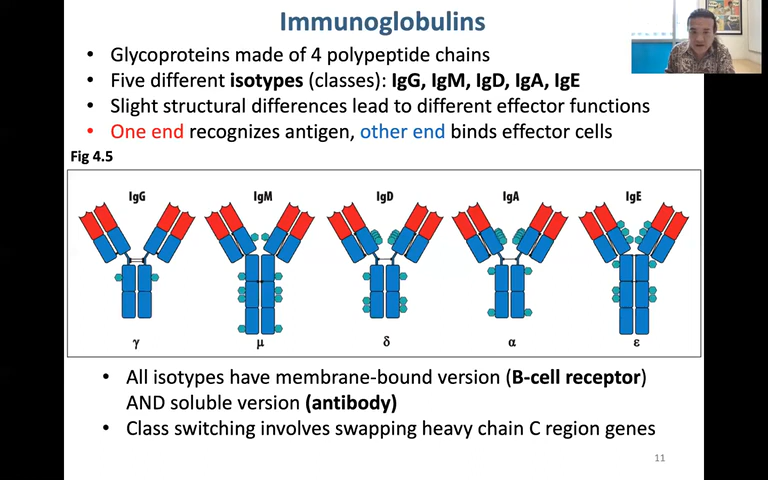 Immunoglobulins
• Glycoproteins made of 4 polypeptide chains
• Five different isotypes (classes): IgG, IgM, IgD, IgA, IgE
• Slight structural differences lead to different effector functions
• One end recognizes antigen, other end binds effector cells
Fig 4.5
IgG IgM IgD IgA IgE
γ μ δ α ε
• All isotypes have membrane-bound version (B-cell receptor)
AND soluble version (antibody)
• Class switching involves swapping heavy chain C region genes
11